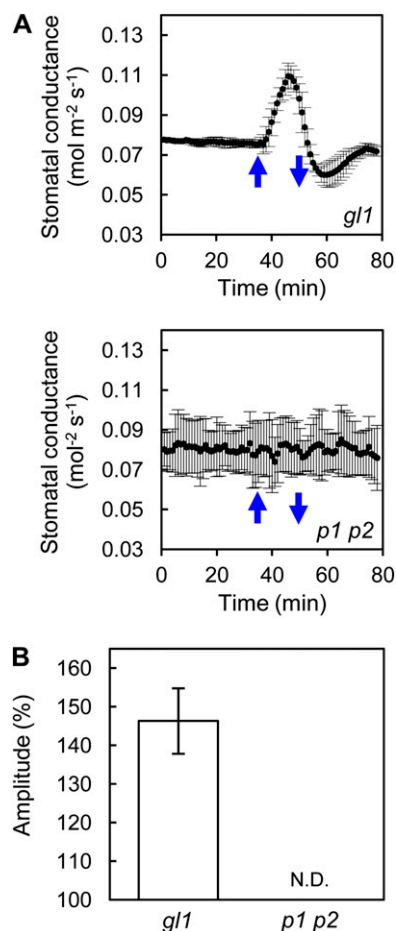 A
Stomatal conductance
(mol m⁻² s⁻¹)
0.13
0.11
0.09
0.07
0.05
0.03
gl1
0 20 40 60 80
Time (min)
Stomatal conductance
(mol⁻² s⁻¹)
0.13
0.11
0.09
0.07
0.05
0.03
p1 p2
0 20 40 60 80
Time (min)
B
Amplitude (%)
160
150
140
130
120
110
100
N.D.
gl1 p1 p2